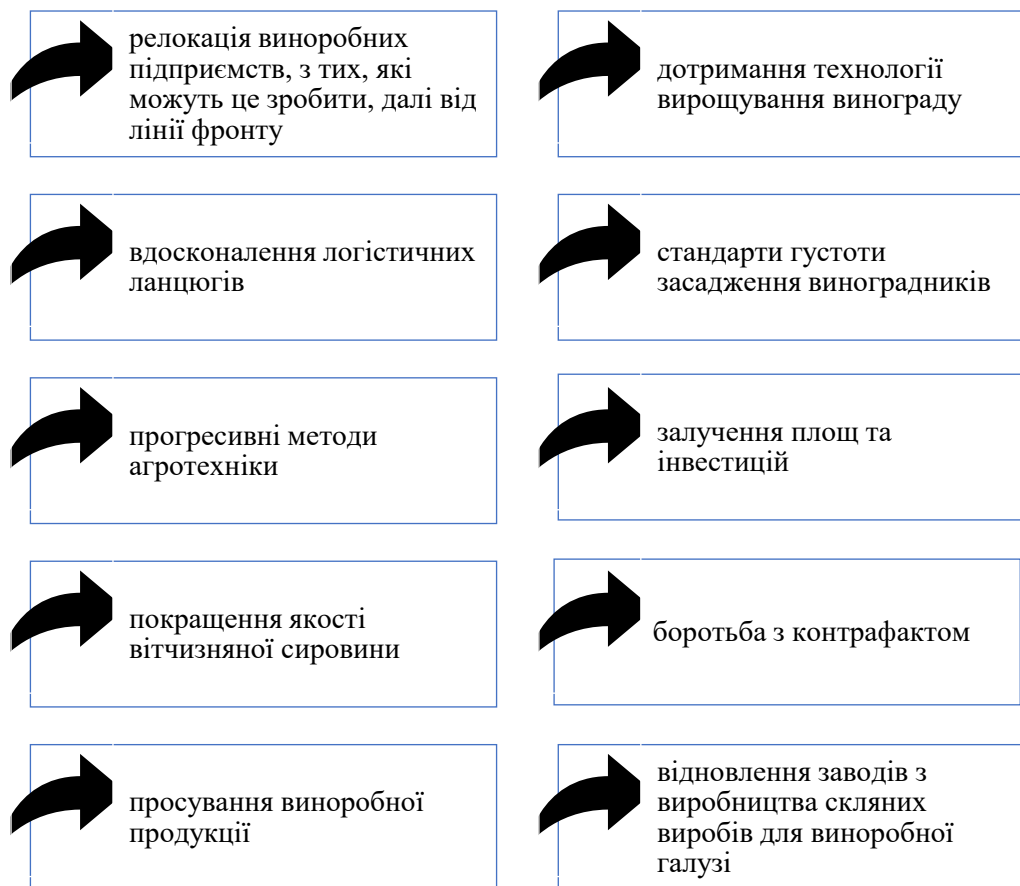 релокація виноробних
підприємств, з тих, які
можуть це зробити, далі від
лінії фронту
дотримання технології
вирощування винограду
вдосконалення логістичних
ланцюгів
стандарти густоти
засадження виноградників
прогресивні методи
агротехніки
залучення площ та
інвестицій
покращення якості
вітчизняної сировини
боротьба з контрафактом
просування виноробної
продукції
відновлення заводів з
виробництва скляних
виробів для виноробної
галузі